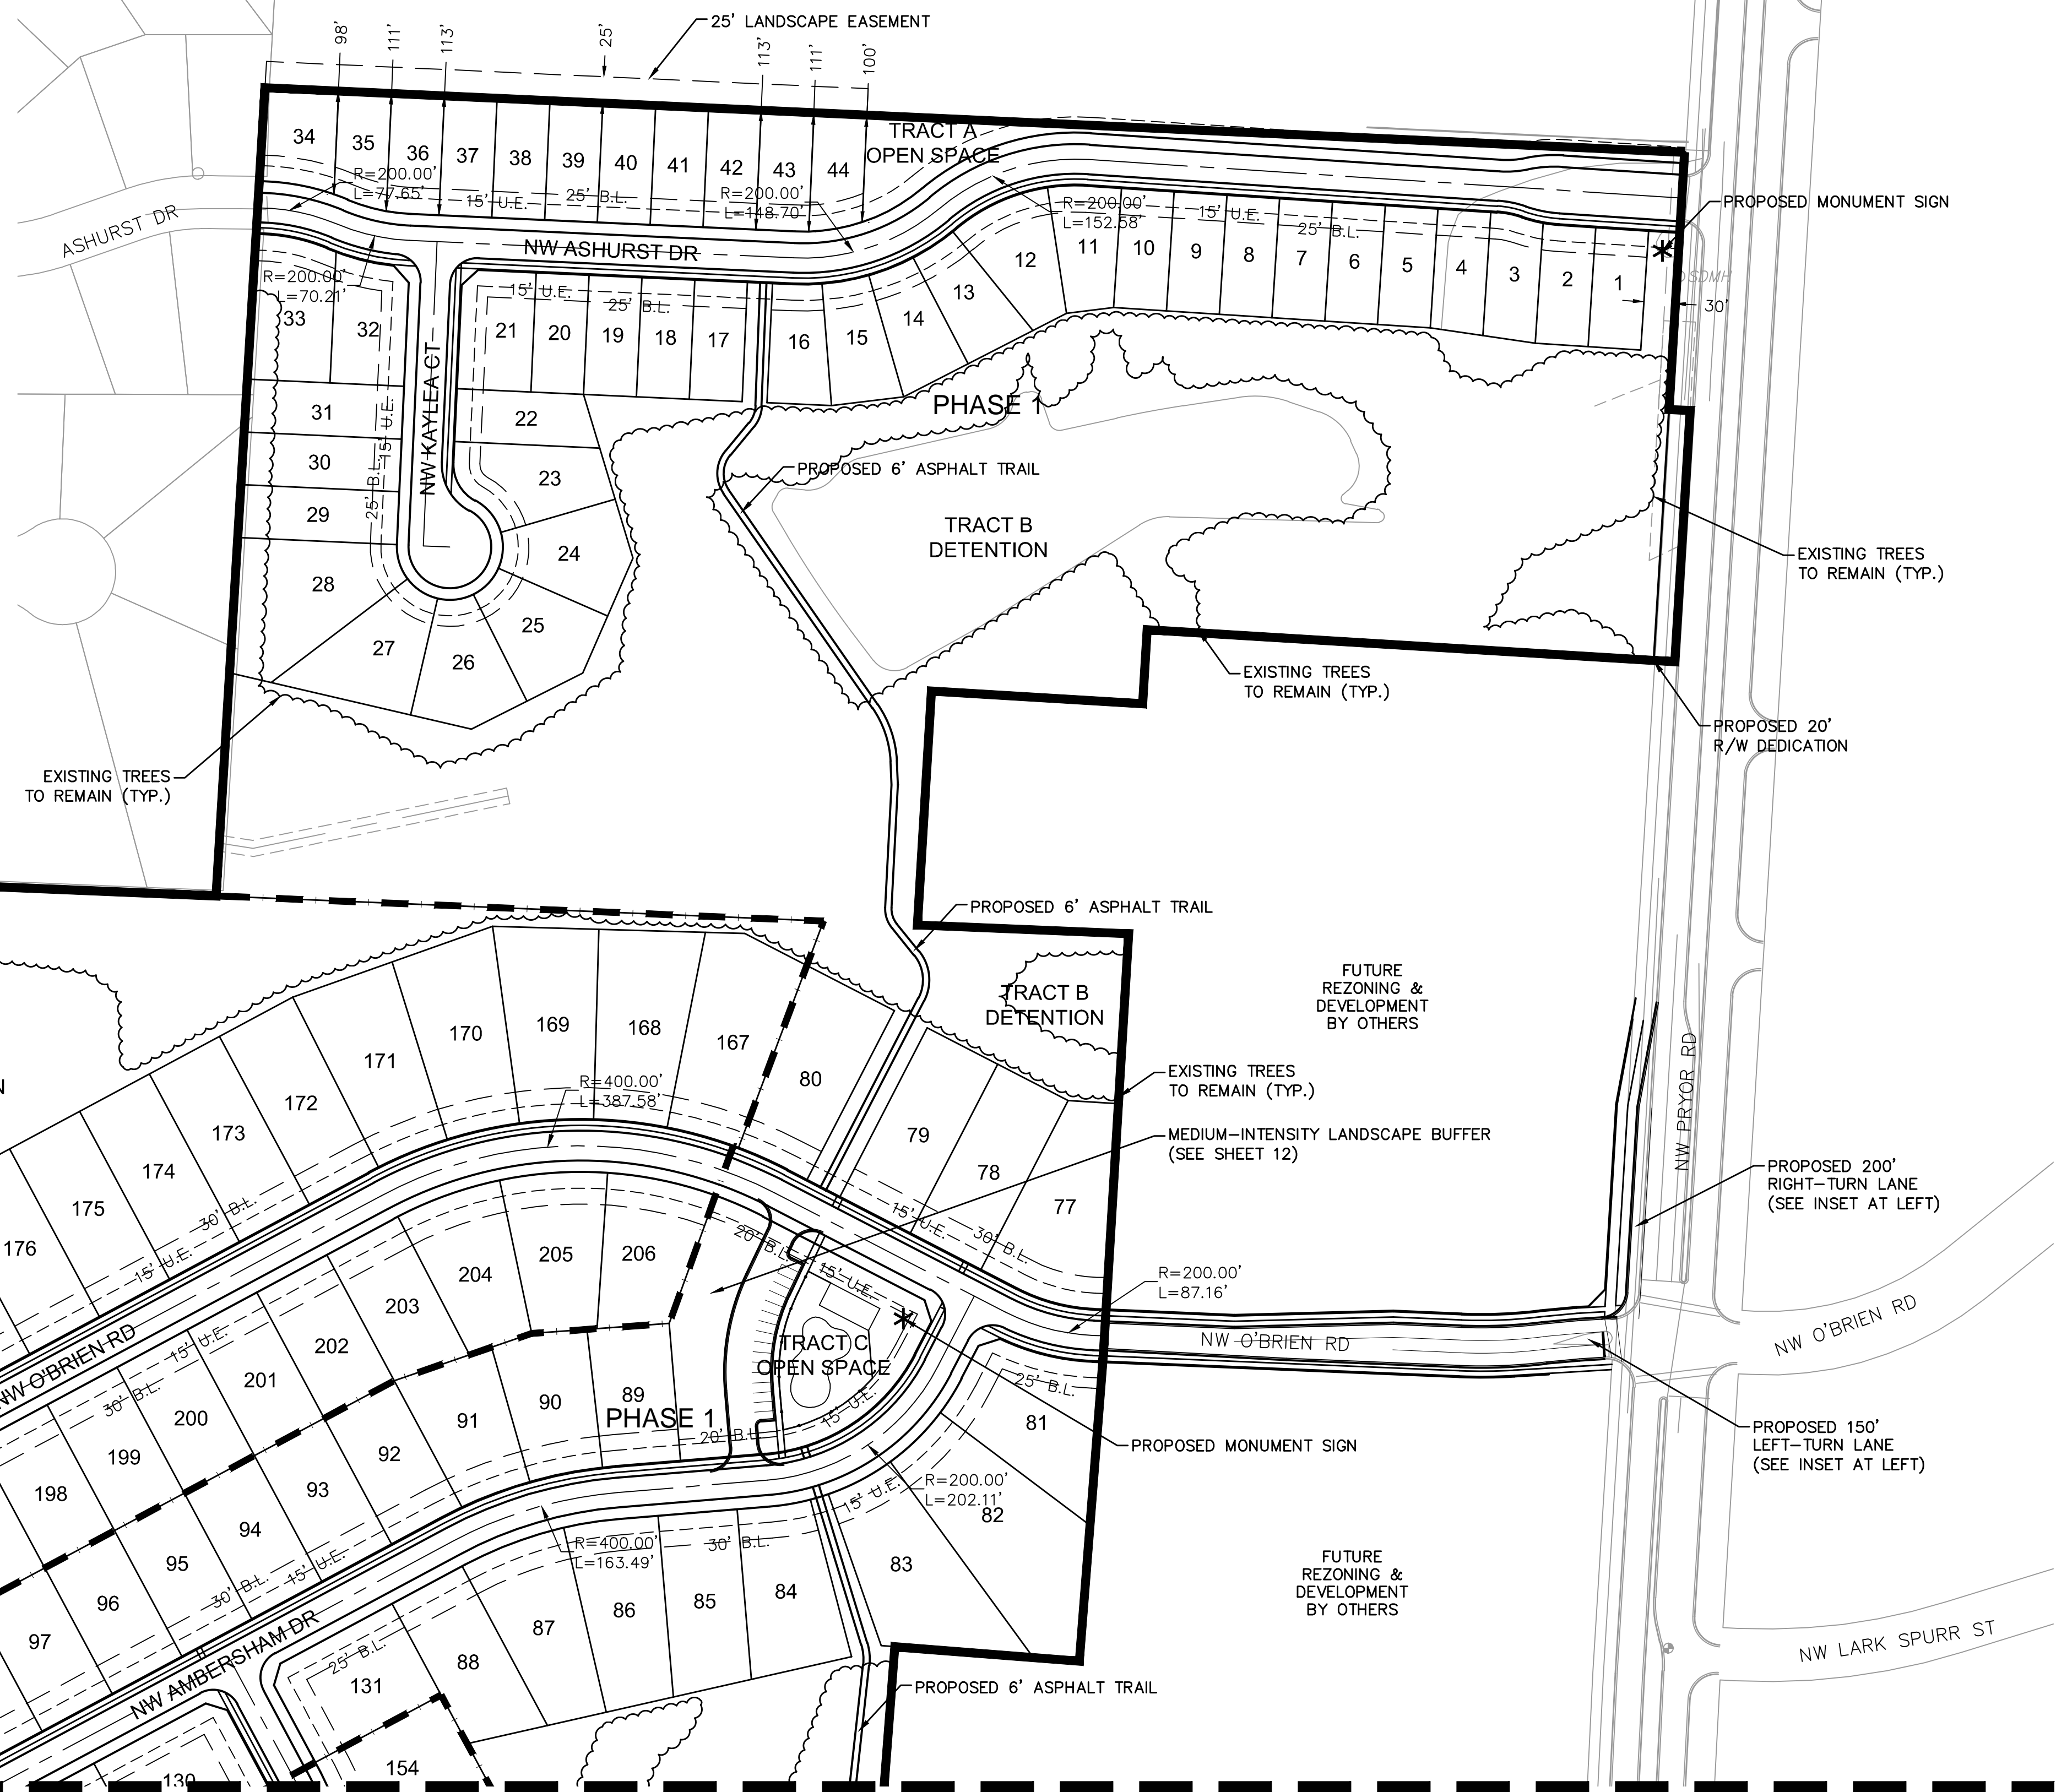 25' LANDSCAPE EASEMENT
98'
111'
113'
25'
113'
111'
100'
TRACT A
OPEN SPACE
34
35
36
37
38
39
40
41
42
43
44
R=200.00'
L=77.65'
15' U.E.
25' B.L.
R=200.00'
L=148.70'
R=200.00'
L=152.58'
15' U.E.
25' B.L.
PROPOSED MONUMENT SIGN
ASHURST DR
NW ASHURST DR
12
11
10
9
8
7
6
5
4
3
2
1
SDMH
30'
R=200.00'
L=70.21'
33
32
15' U.E.
25' B.L.
21
20
19
18
17
16
15
14
13
PHASE 1
31
30
29
28
27
26
25
24
23
22
15' U.E.
25' B.L.
NW KAYLEA CT
PROPOSED 6' ASPHALT TRAIL
TRACT B
DETENTION
EXISTING TREES
TO REMAIN (TYP.)
EXISTING TREES
TO REMAIN (TYP.)
PROPOSED 20'
R/W DEDICATION
EXISTING TREES
TO REMAIN (TYP.)
PROPOSED 6' ASPHALT TRAIL
TRACT B
DETENTION
FUTURE
REZONING &
DEVELOPMENT
BY OTHERS
N
176
175
174
173
172
171
170
169
168
167
80
79
78
77
R=400.00'
L=387.58'
EXISTING TREES
TO REMAIN (TYP.)
MEDIUM-INTENSITY LANDSCAPE BUFFER
(SEE SHEET 12)
NW PRYOR RD
PROPOSED 200'
RIGHT-TURN LANE
(SEE INSET AT LEFT)
30' B.L.
15' U.E.
15' U.E.
30' B.L.
20' B.L.
15' U.E.
R=200.00'
L=87.16'
206
205
204
203
202
201
200
199
198
15' U.E.
30' B.L.
NW O'BRIEN RD
TRACT C
OPEN SPACE
NW O'BRIEN RD
NW O'BRIEN RD
15' U.E.
20' B.L.
25' B.L.
PHASE 1
89
90
91
92
93
94
95
96
97
81
82
83
PROPOSED MONUMENT SIGN
PROPOSED 150'
LEFT-TURN LANE
(SEE INSET AT LEFT)
R=200.00'
L=202.11'
15' U.E.
R=400.00'
L=163.49'
30' B.L.
30' B.L.
15' U.E.
84
85
86
87
88
131
25' B.L.
NW AMBERSHAM DR
FUTURE
REZONING &
DEVELOPMENT
BY OTHERS
NW LARK SPURR ST
PROPOSED 6' ASPHALT TRAIL
154
130